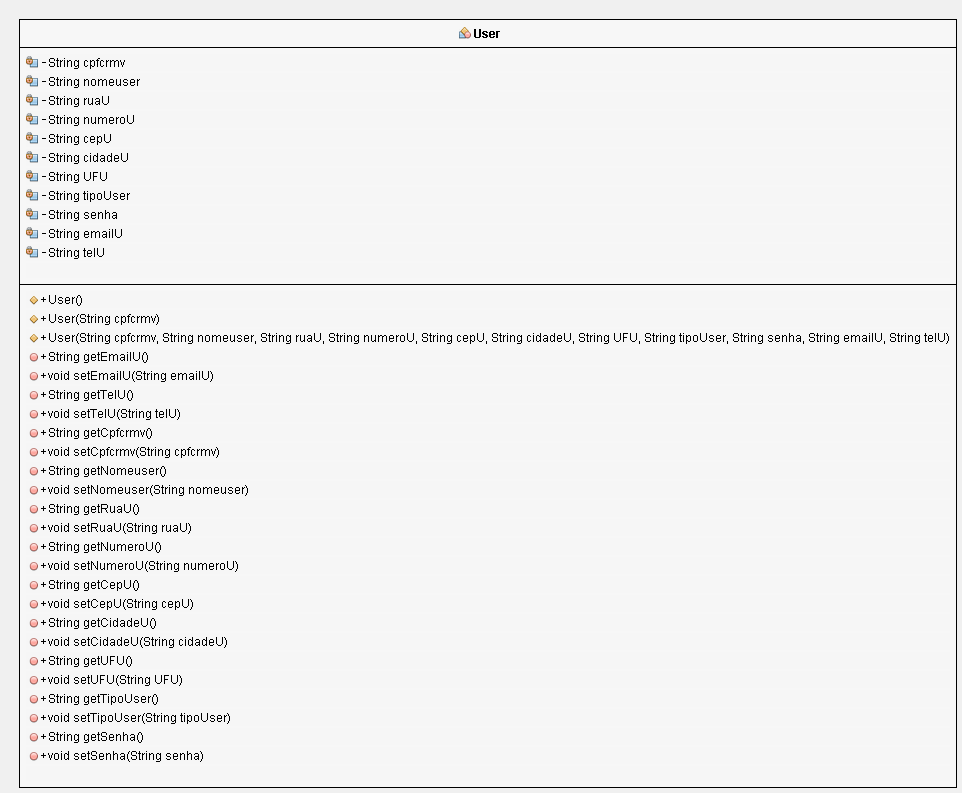 User
-String cpfcrmv
-String nomeuser
-String ruaU
-String numeroU
-String cepU
-String cidadeU
-String UFU
-String tipoUser
-String senha
-String emailU
-String telU
+User()
+User(String cpfcrmv)
+User(String cpfcrmv, String nomeuser, String ruaU, String numeroU, String cepU, String cidadeU, String UFU, String tipoUser, String senha, String emailU, String telU)
+String getEmailU()
+void setEmailU(String emailU)
+String getTelU()
+void setTelU(String telU)
+String getCpfcrmv()
+void setCpfcrmv(String cpfcrmv)
+String getNomeuser()
+void setNomeuser(String nomeuser)
+String getRuaU()
+void setRuaU(String ruaU)
+String getNumeroU()
+void setNumeroU(String numeroU)
+String getCepU()
+void setCepU(String cepU)
+String getCidadeU()
+void setCidadeU(String cidadeU)
+String getUFU()
+void setUFU(String UFU)
+String getTipoUser()
+void setTipoUser(String tipoUser)
+String getSenha()
+void setSenha(String senha)